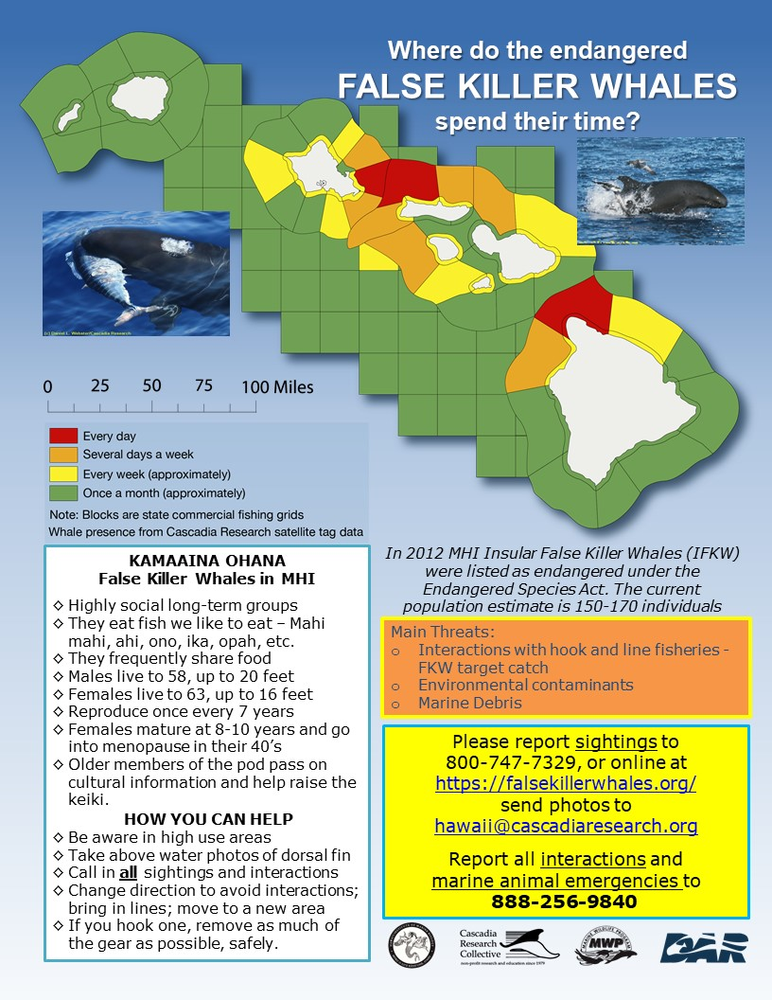 Where do the endangered
FALSE KILLER WHALES
spend their time?
0 25 50 75 100 Miles
Every day
Several days a week
Every week (approximately)
Once a month (approximately)
Note: Blocks are state commercial fishing grids
Whale presence from Cascadia Research satellite tag data
KAMAAINA OHANA
False Killer Whales in MHI
◇ Highly social long-term groups
◇ They eat fish we like to eat – Mahi
mahi, ahi, ono, ika, opah, etc.
◇ They frequently share food
◇ Males live to 58, up to 20 feet
◇ Females live to 63, up to 16 feet
◇ Reproduce once every 7 years
◇ Females mature at 8-10 years and go
into menopause in their 40’s
◇ Older members of the pod pass on
cultural information and help raise the
keiki.
HOW YOU CAN HELP
◇ Be aware in high use areas
◇ Take above water photos of dorsal fin
◇ Call in all sightings and interactions
◇ Change direction to avoid interactions;
bring in lines; move to a new area
◇ If you hook one, remove as much of
the gear as possible, safely.
In 2012 MHI Insular False Killer Whales (IFKW)
were listed as endangered under the
Endangered Species Act. The current
population estimate is 150-170 individuals
Main Threats:
o Interactions with hook and line fisheries -
FKW target catch
o Environmental contaminants
o Marine Debris
Please report sightings to
800-747-7329, or online at
https://falsekillerwhales.org/
send photos to
hawaii@cascadiaresearch.org
Report all interactions and
marine animal emergencies to
888-256-9840
Cascadia
Research
Collective
non-profit research and education since 1979
MARINE WILDLIFE PROGRAM
MWP
DAR